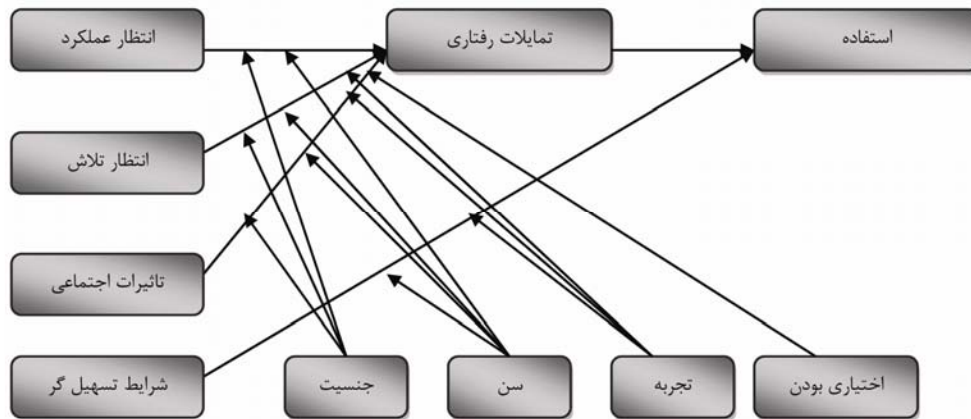 انتظار عملکرد
تمایلات رفتاری
استفاده
انتظار تلاش
تاثیرات اجتماعی
شرایط تسهیل گر
جنسیت
سن
تجربه
اختیاری بودن